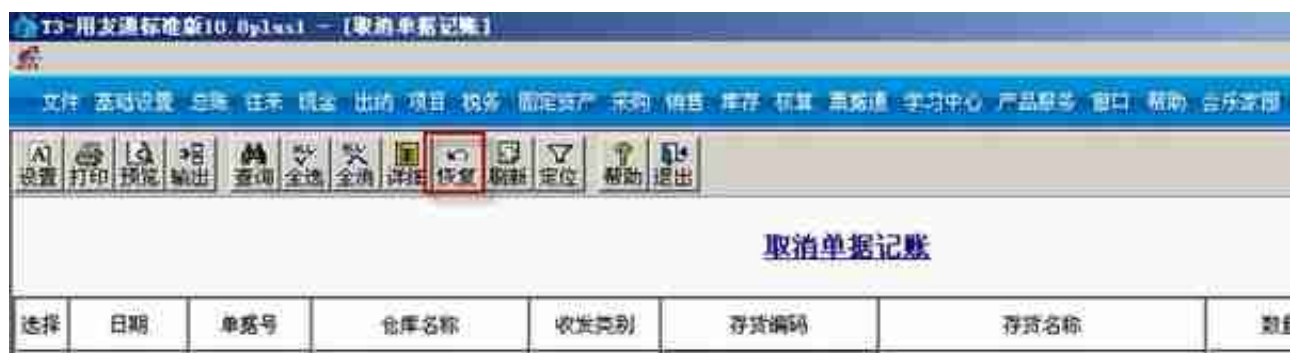 T3-用友通标准版10.8plus1 - [取消单据记账]
文件 基础设置 总账 往来 现金 出纳 项目 税务 固定资产 采购 销售 库存 核算 票据通 学习中心 产品服务 窗口 帮助 会乐家园
设置 打印 预览 输出 查询 全选 全消 详细 恢复 刷新 定位 帮助 退出
取消单据记账
选择 日期 单据号 仓库名称 收发类别 存货编码 存货名称 数量